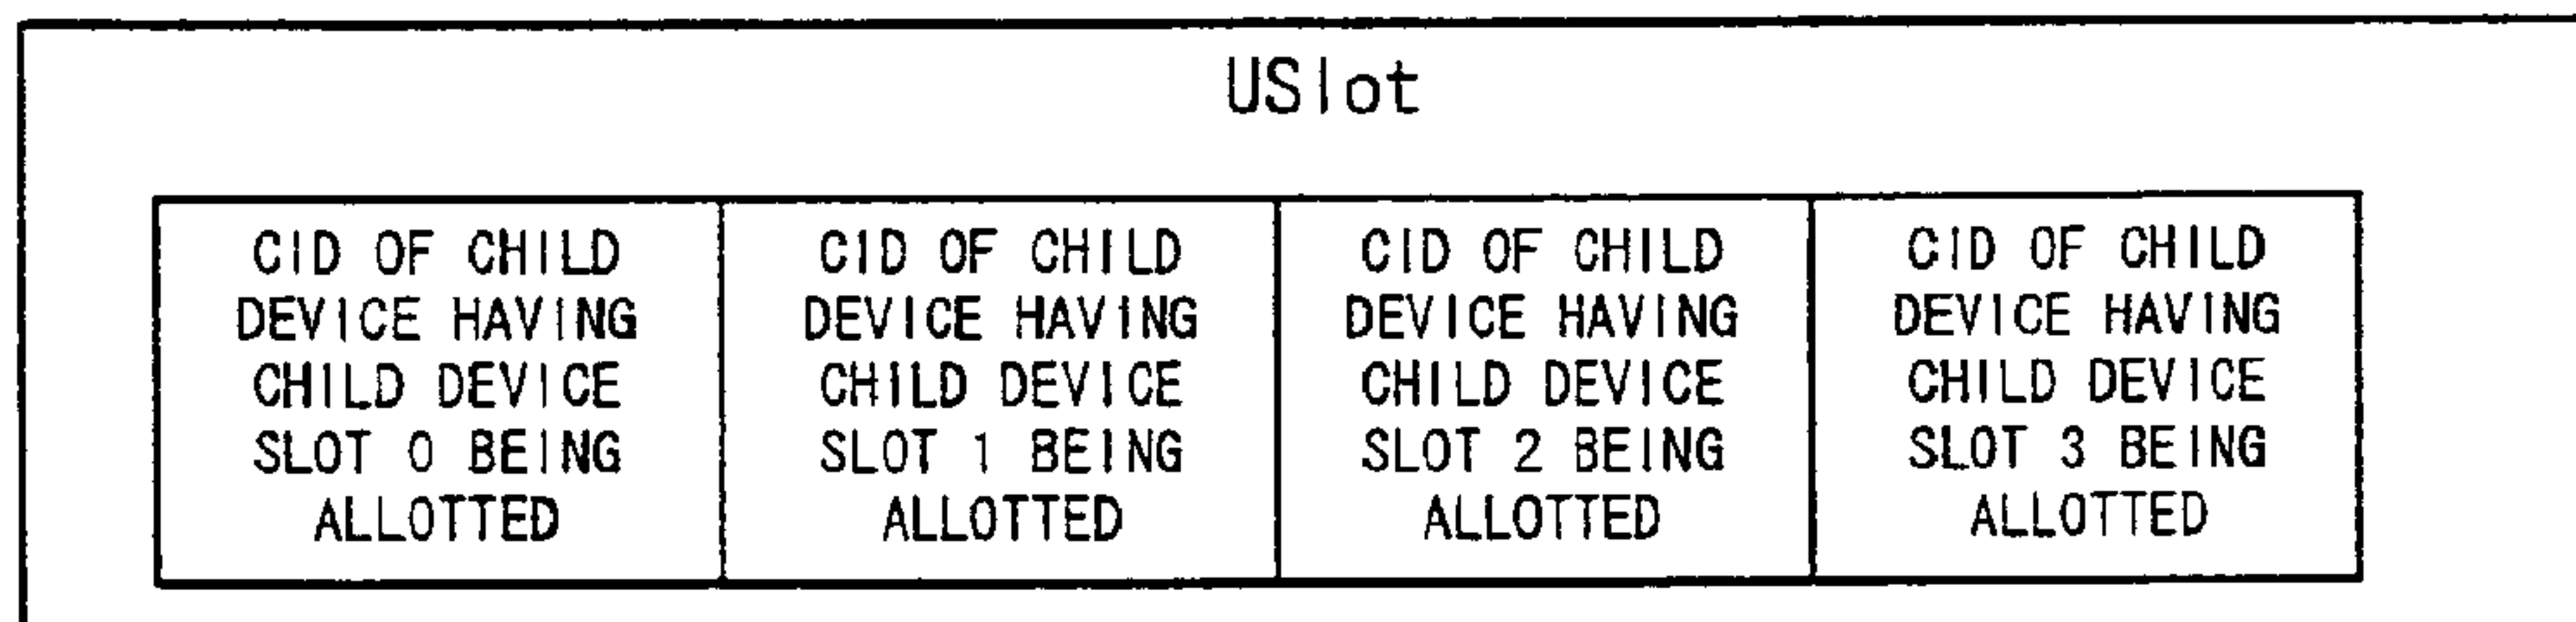 USlot
CID OF CHILD
DEVICE HAVING
CHILD DEVICE
SLOT 0 BEING
ALLOTTED
CID OF CHILD
DEVICE HAVING
CHILD DEVICE
SLOT 1 BEING
ALLOTTED
CID OF CHILD
DEVICE HAVING
CHILD DEVICE
SLOT 2 BEING
ALLOTTED
CID OF CHILD
DEVICE HAVING
CHILD DEVICE
SLOT 3 BEING
ALLOTTED